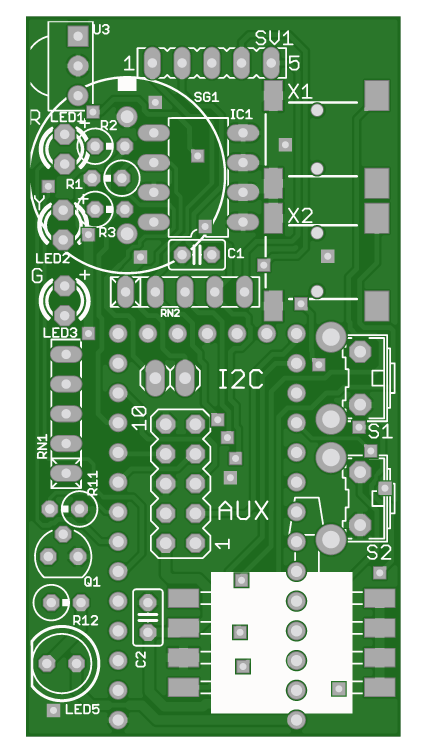 U3
SV1
1
5
X1
SG1
R
LED1
+
R2
IC1
R1
Y
+
X2
R3
LED2
C1
G
+
RN2
LED3
I2C
10
S1
RN1
R11
AUX
1
S2
Q1
R12
C2
LED5